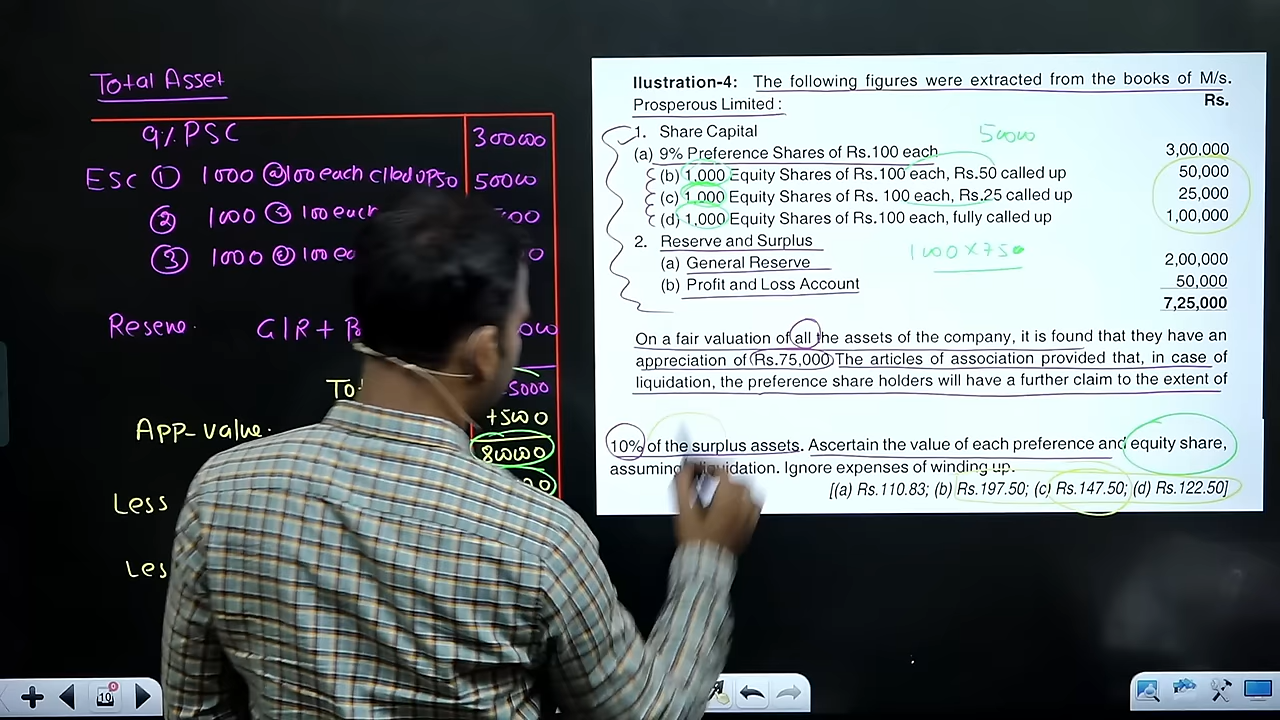 Total Asset
9% PSC 300000
ESC ① 1000 @100 each Clled UP50 50000
② 1000 @ 100 each
③ 1000 @ 100 ea
Reserve. G/R +
5000
App-value.
80000
Less
Les
Ilustration-4: The following figures were extracted from the books of M/s.
Prosperous Limited :
Rs.
50000
1. Share Capital
(a) 9% Preference Shares of Rs.100 each 3,00,000
(b) 1,000 Equity Shares of Rs.100 each, Rs.50 called up 50,000
(c) 1,000 Equity Shares of Rs. 100 each, Rs.25 called up 25,000
(d) 1,000 Equity Shares of Rs.100 each, fully called up 1,00,000
2. Reserve and Surplus
1000×750
(a) General Reserve 2,00,000
(b) Profit and Loss Account 50,000
7,25,000
On a fair valuation of all the assets of the company, it is found that they have an
appreciation of Rs.75,000 The articles of association provided that, in case of
liquidation, the preference share holders will have a further claim to the extent of
10% of the surplus assets. Ascertain the value of each preference and equity share,
assuming Ignore expenses of winding up.
[(a) Rs.110.83; (b) Rs.197.50; (c) Rs.147.50; (d) Rs.122.50]
10